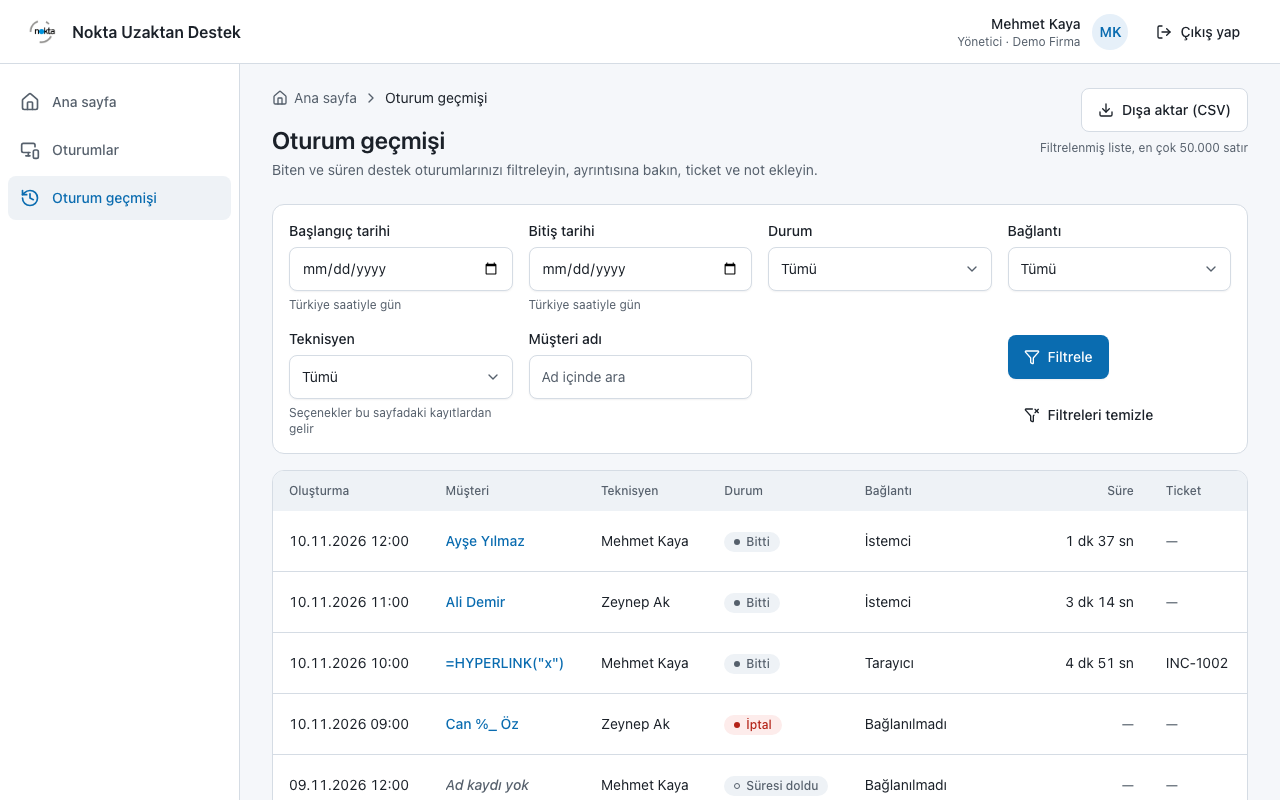 nokta
Nokta Uzaktan Destek
Mehmet Kaya
Yönetici · Demo Firma
MK
Çıkış yap
Ana sayfa
Oturumlar
Oturum geçmişi
Ana sayfa
Oturum geçmişi
Dışa aktar (CSV)
Filtrelenmiş liste, en çok 50.000 satır
Oturum geçmişi
Biten ve süren destek oturumlarınızı filtreleyin, ayrıntısına bakın, ticket ve not ekleyin.
Başlangıç tarihi
Bitiş tarihi
Durum
Bağlantı
mm/dd/yyyy
mm/dd/yyyy
Tümü
Tümü
Türkiye saatiyle gün
Türkiye saatiyle gün
Teknisyen
Müşteri adı
Tümü
Ad içinde ara
Filtrele
Seçenekler bu sayfadaki kayıtlardan
gelir
Filtreleri temizle
Oluşturma Müşteri Teknisyen Durum Bağlantı Süre Ticket
10.11.2026 12:00 Ayşe Yılmaz Mehmet Kaya Bitti İstemci 1 dk 37 sn —
10.11.2026 11:00 Ali Demir Zeynep Ak Bitti İstemci 3 dk 14 sn —
10.11.2026 10:00 =HYPERLINK("x") Mehmet Kaya Bitti Tarayıcı 4 dk 51 sn INC-1002
10.11.2026 09:00 Can %_ Öz Zeynep Ak İptal Bağlanılmadı — —
09.11.2026 12:00 Ad kaydı yok Mehmet Kaya Süresi doldu Bağlanılmadı — —